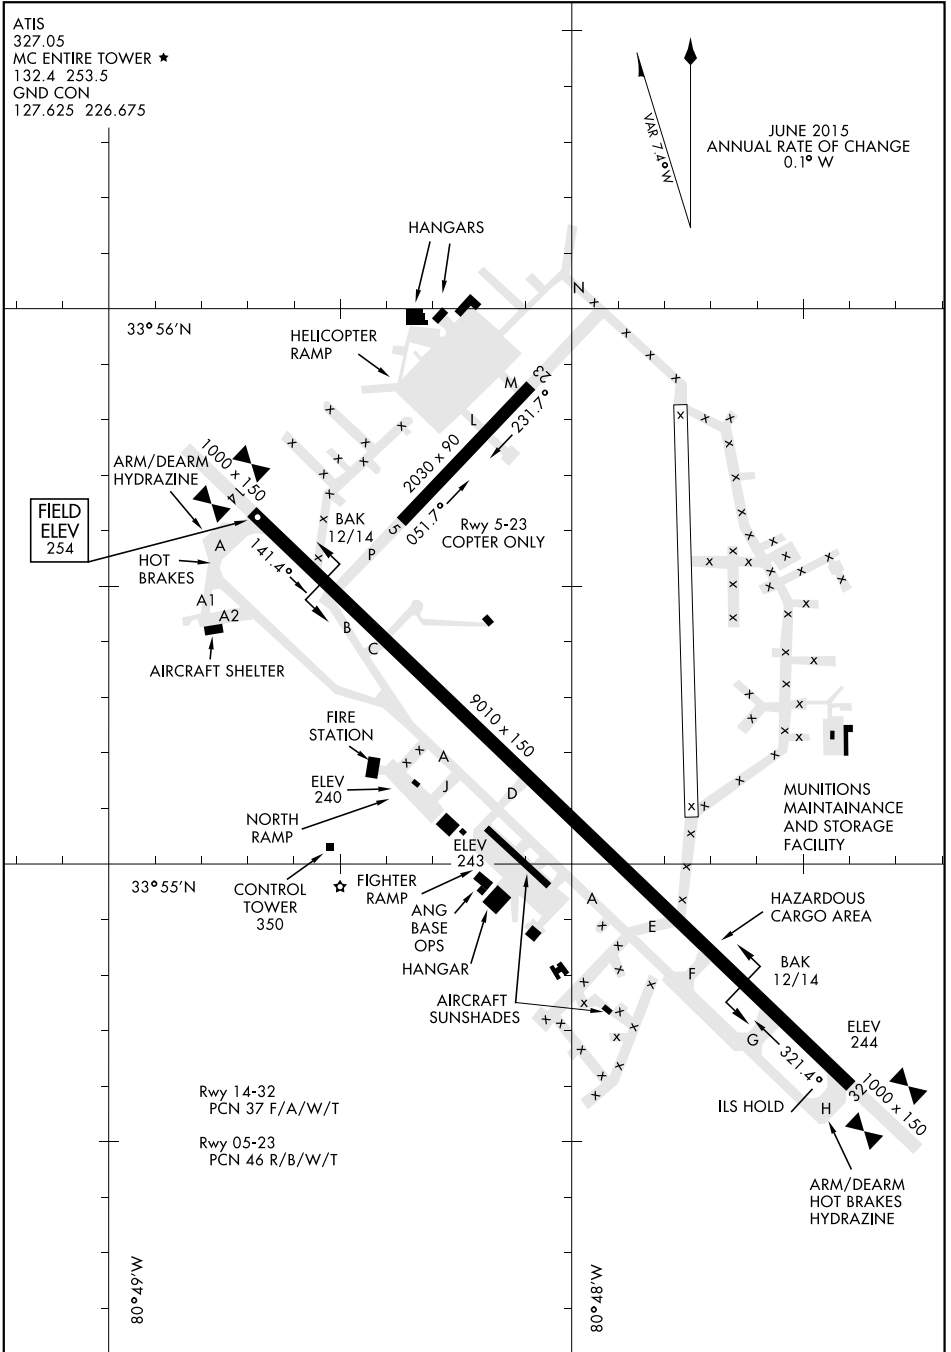 ATIS
327.05
MC ENTIRE TOWER ★
132.4 253.5
GND CON
127.625 226.675
VAR 7.4°W
JUNE 2015
ANNUAL RATE OF CHANGE
0.1° W
HANGARS
N
33°56'N
HELICOPTER
RAMP
M
23
L
231.7°
2030 x 90
051.7°
5
Rwy 5-23
COPTER ONLY
1000 x 150
14
ARM/DEARM
HYDRAZINE
FIELD
ELEV
254
A
HOT
BRAKES
141.4°
BAK
12/14
P
A1
A2
B
C
AIRCRAFT SHELTER
9010 x 150
FIRE
STATION
A
ELEV
240
J
D
NORTH
RAMP
MUNITIONS
MAINTAINANCE
AND STORAGE
FACILITY
ELEV
243
33°55'N
CONTROL
TOWER
350
FIGHTER
RAMP
ANG
BASE
OPS
HANGAR
A
E
HAZARDOUS
CARGO AREA
F
BAK
12/14
AIRCRAFT
SUNSHADES
G
321.4°
ELEV
244
32
1000 x 150
ILS HOLD
H
Rwy 14-32
PCN 37 F/A/W/T
Rwy 05-23
PCN 46 R/B/W/T
ARM/DEARM
HOT BRAKES
HYDRAZINE
80°49'W
80°48'W